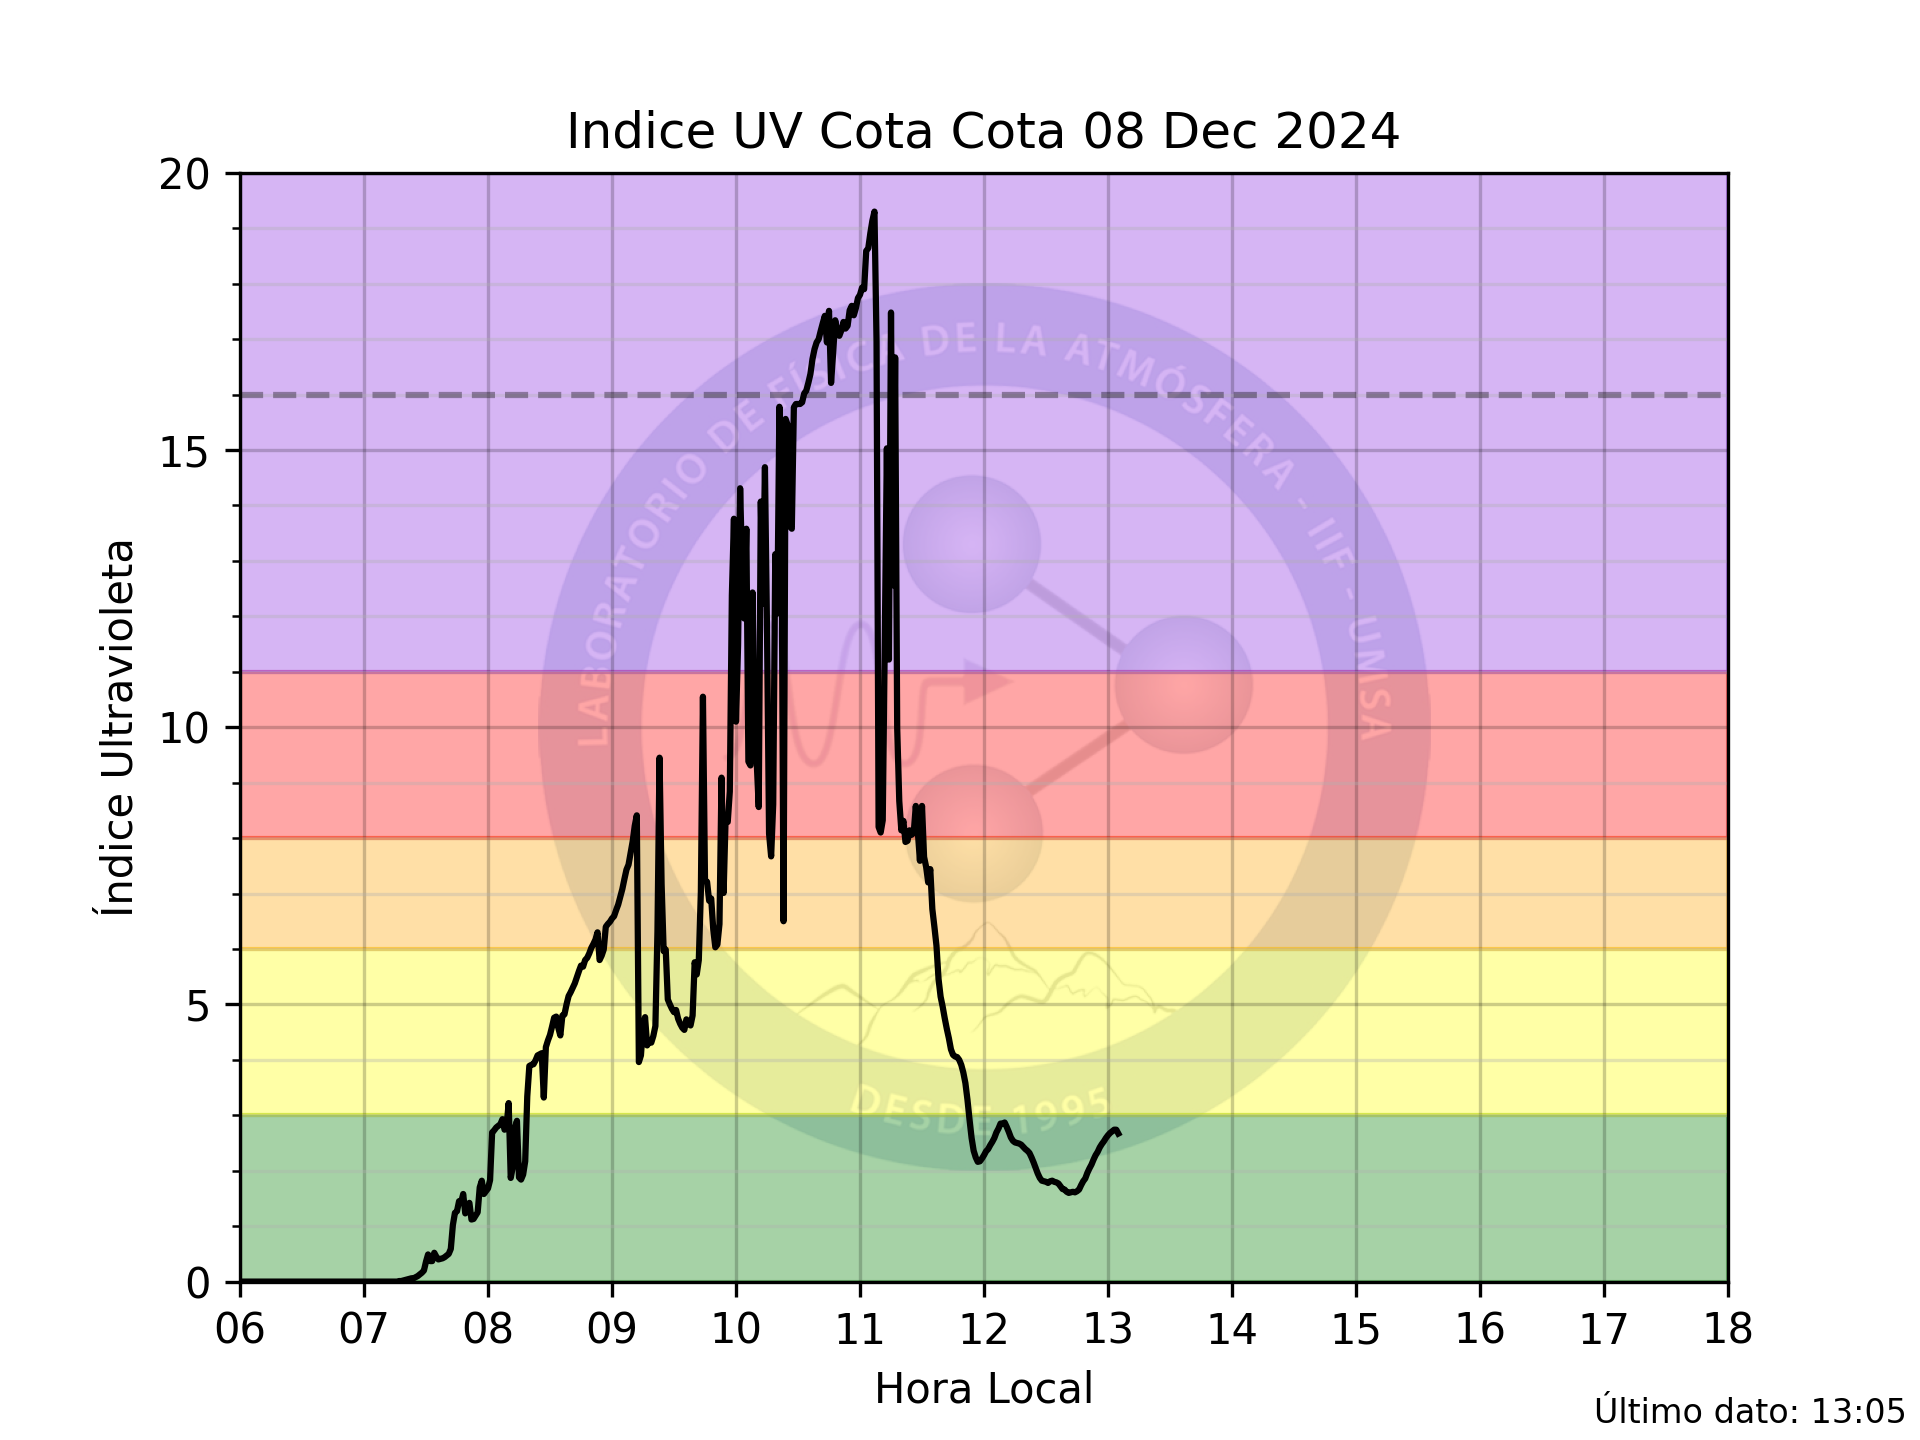 Indice UV Cota Cota 08 Dec 2024
20
15
10
5
0
Índice Ultravioleta
06 07 08 09 10 11 12 13 14 15 16 17 18
Hora Local
Último dato: 13:05
LABORATORIO DE FÍSICA DE LA ATMÓSFERA - IIF - UMSA
DESDE 1995